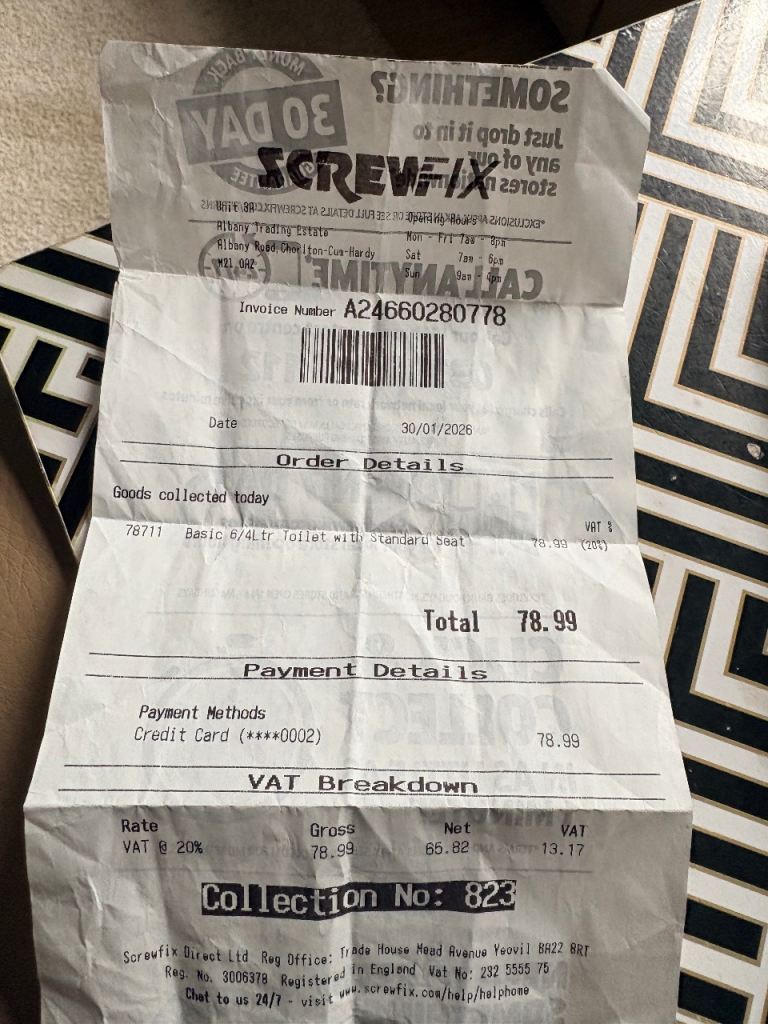 SCREWFIX
Unit 3A Opening Hours
Albany Trading Estate Mon - Fri 7am - 8pm
Albany Road, Chorlton-Cum-Hardy Sat 7am - 6pm
M21 0AZ Sun 9am - 4pm
Invoice Number A24660280778
Date 30/01/2026
Order Details
Goods collected today
VAT %
78711 Basic 6/4Ltr Toilet with Standard Seat 78.99 (20%)
Total 78.99
Payment Details
Payment Methods
Credit Card (****0002) 78.99
VAT Breakdown
Rate Gross Net VAT
VAT @ 20% 78.99 65.82 13.17
Collection No: 823
Screwfix Direct Ltd Reg Office: Trade House Mead Avenue Yeovil BA22 8RT
Reg. No. 3006378 Registered in England Vat No: 232 5555 75
Chat to us 24/7 - visit www.screwfix.com/help/helphome
SOMETHING?
Just drop it in to
any of our
stores nationwide
MONEY BACK
30 DAY
CALL ANYTIME